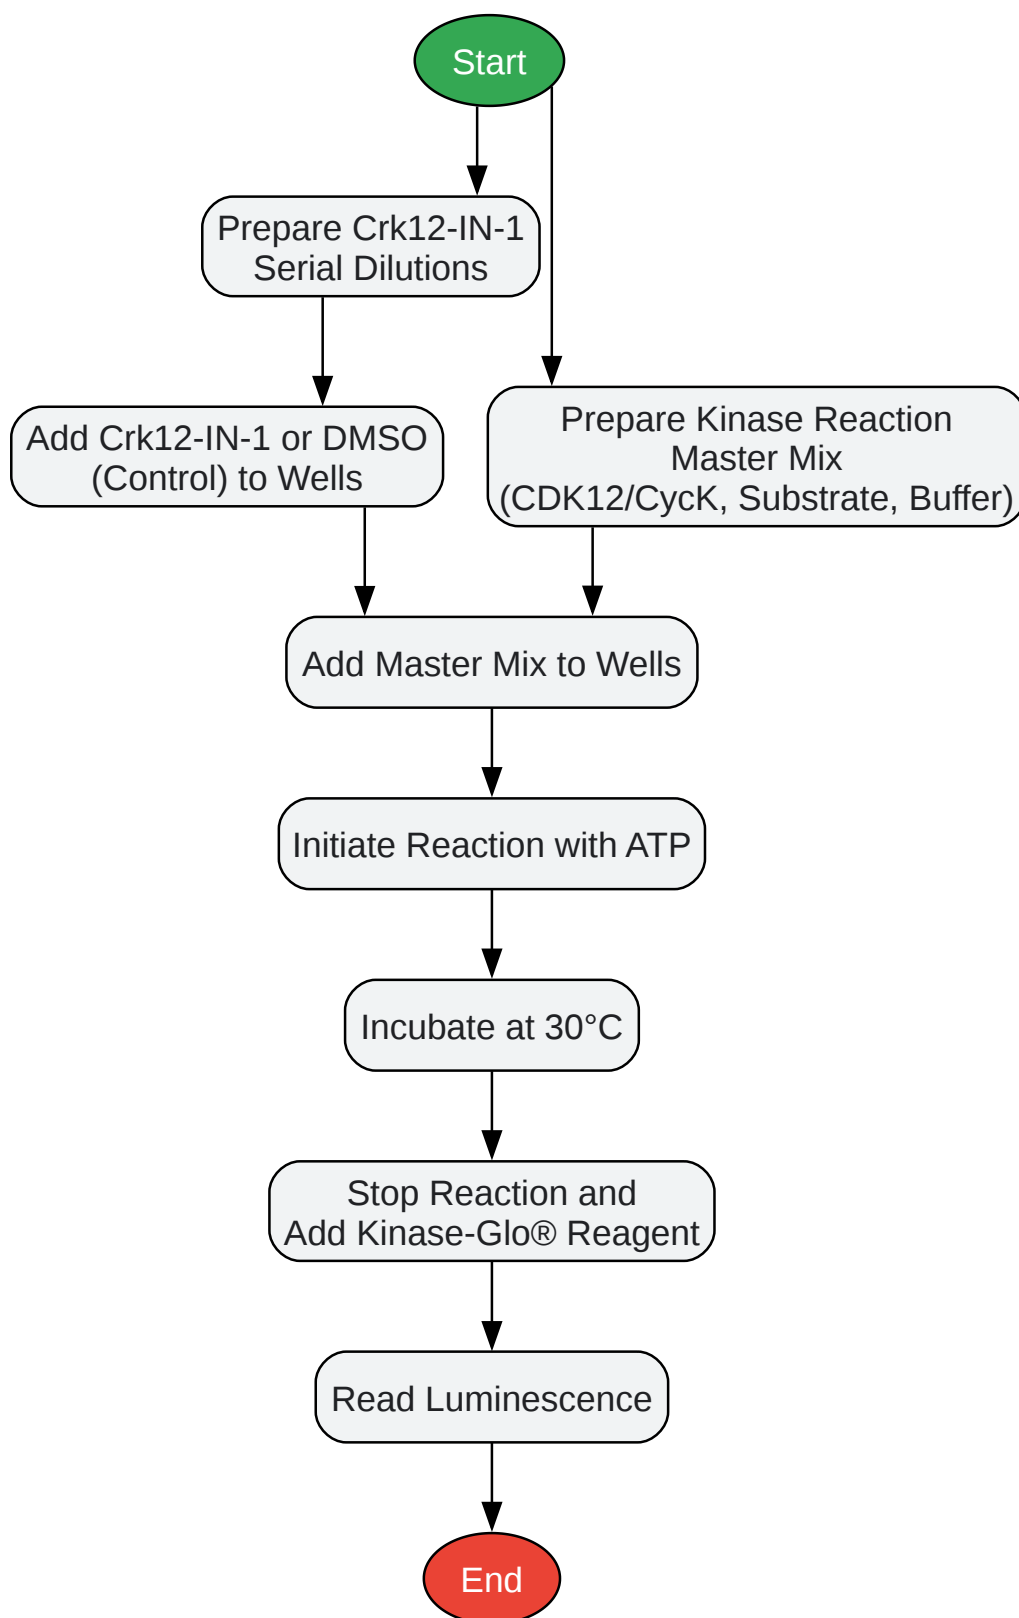 Start
Prepare Crk12-IN-1
Serial Dilutions
Add Crk12-IN-1 or DMSO
(Control) to Wells
Prepare Kinase Reaction
Master Mix
(CDK12/CycK, Substrate, Buffer)
Add Master Mix to Wells
Initiate Reaction with ATP
Incubate at 30°C
Stop Reaction and
Add Kinase-Glo® Reagent
Read Luminescence
End